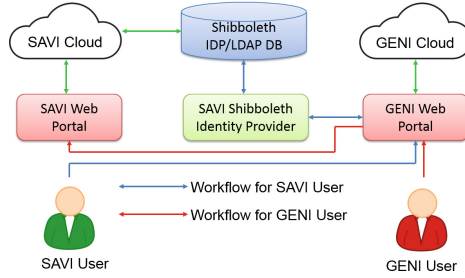 SAVI Cloud
Shibboleth
IDP/LDAP DB
GENI Cloud
SAVI Web
Portal
SAVI Shibboleth
Identity Provider
GENI Web
Portal
Workflow for SAVI User
Workflow for GENI User
SAVI User
GENI User